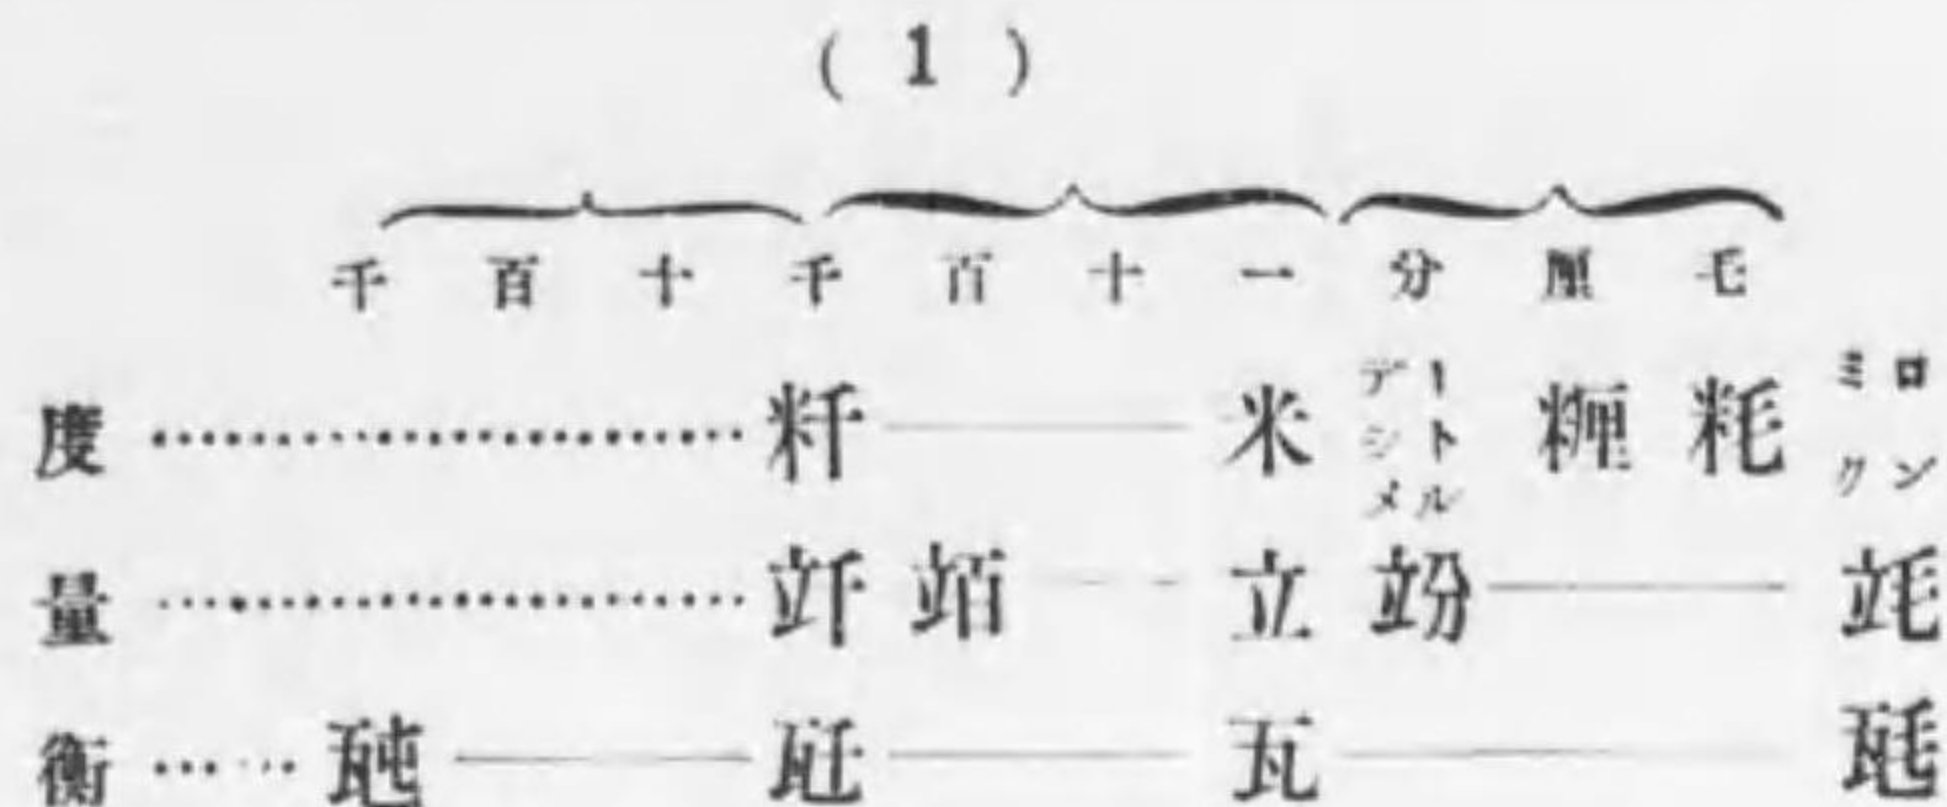 ( 1 )
千 百 十 千 百 十 一 分 厘 毛
度 ⋯⋯ 粁 — 米 デシメートル 糎 粍 ミクロン
量 ⋯⋯ 竏 竡 — 立 竕 — 竓
衡 ⋯⋯ 瓲 — 瓩 — 瓦 — 瓱